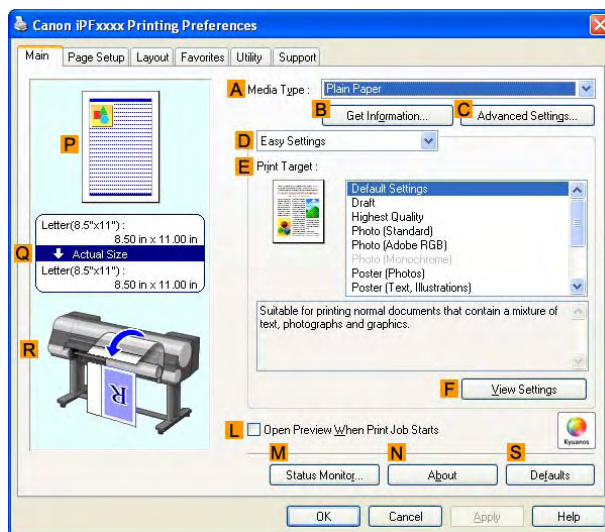 Canon iPFxxxx Printing Preferences
Main Page Setup Layout Favorites Utility Support
A Media Type : Plain Paper
B Get Information... C Advanced Settings...
D Easy Settings
E Print Target :
P
Default Settings
Draft
Highest Quality
Photo (Standard)
Photo (Adobe RGB)
Photo (Monochrome)
Poster (Photos)
Poster (Text, Illustrations)
Letter(8.5"x11") :
8.50 in x 11.00 in
Q Actual Size
Letter(8.5"x11") :
8.50 in x 11.00 in
Suitable for printing normal documents that contain a mixture of
text, photographs and graphics.
R
R
F View Settings
L Open Preview When Print Job Starts
Kyuanos
M N S
Status Monitor... About Defaults
OK Cancel Apply Help